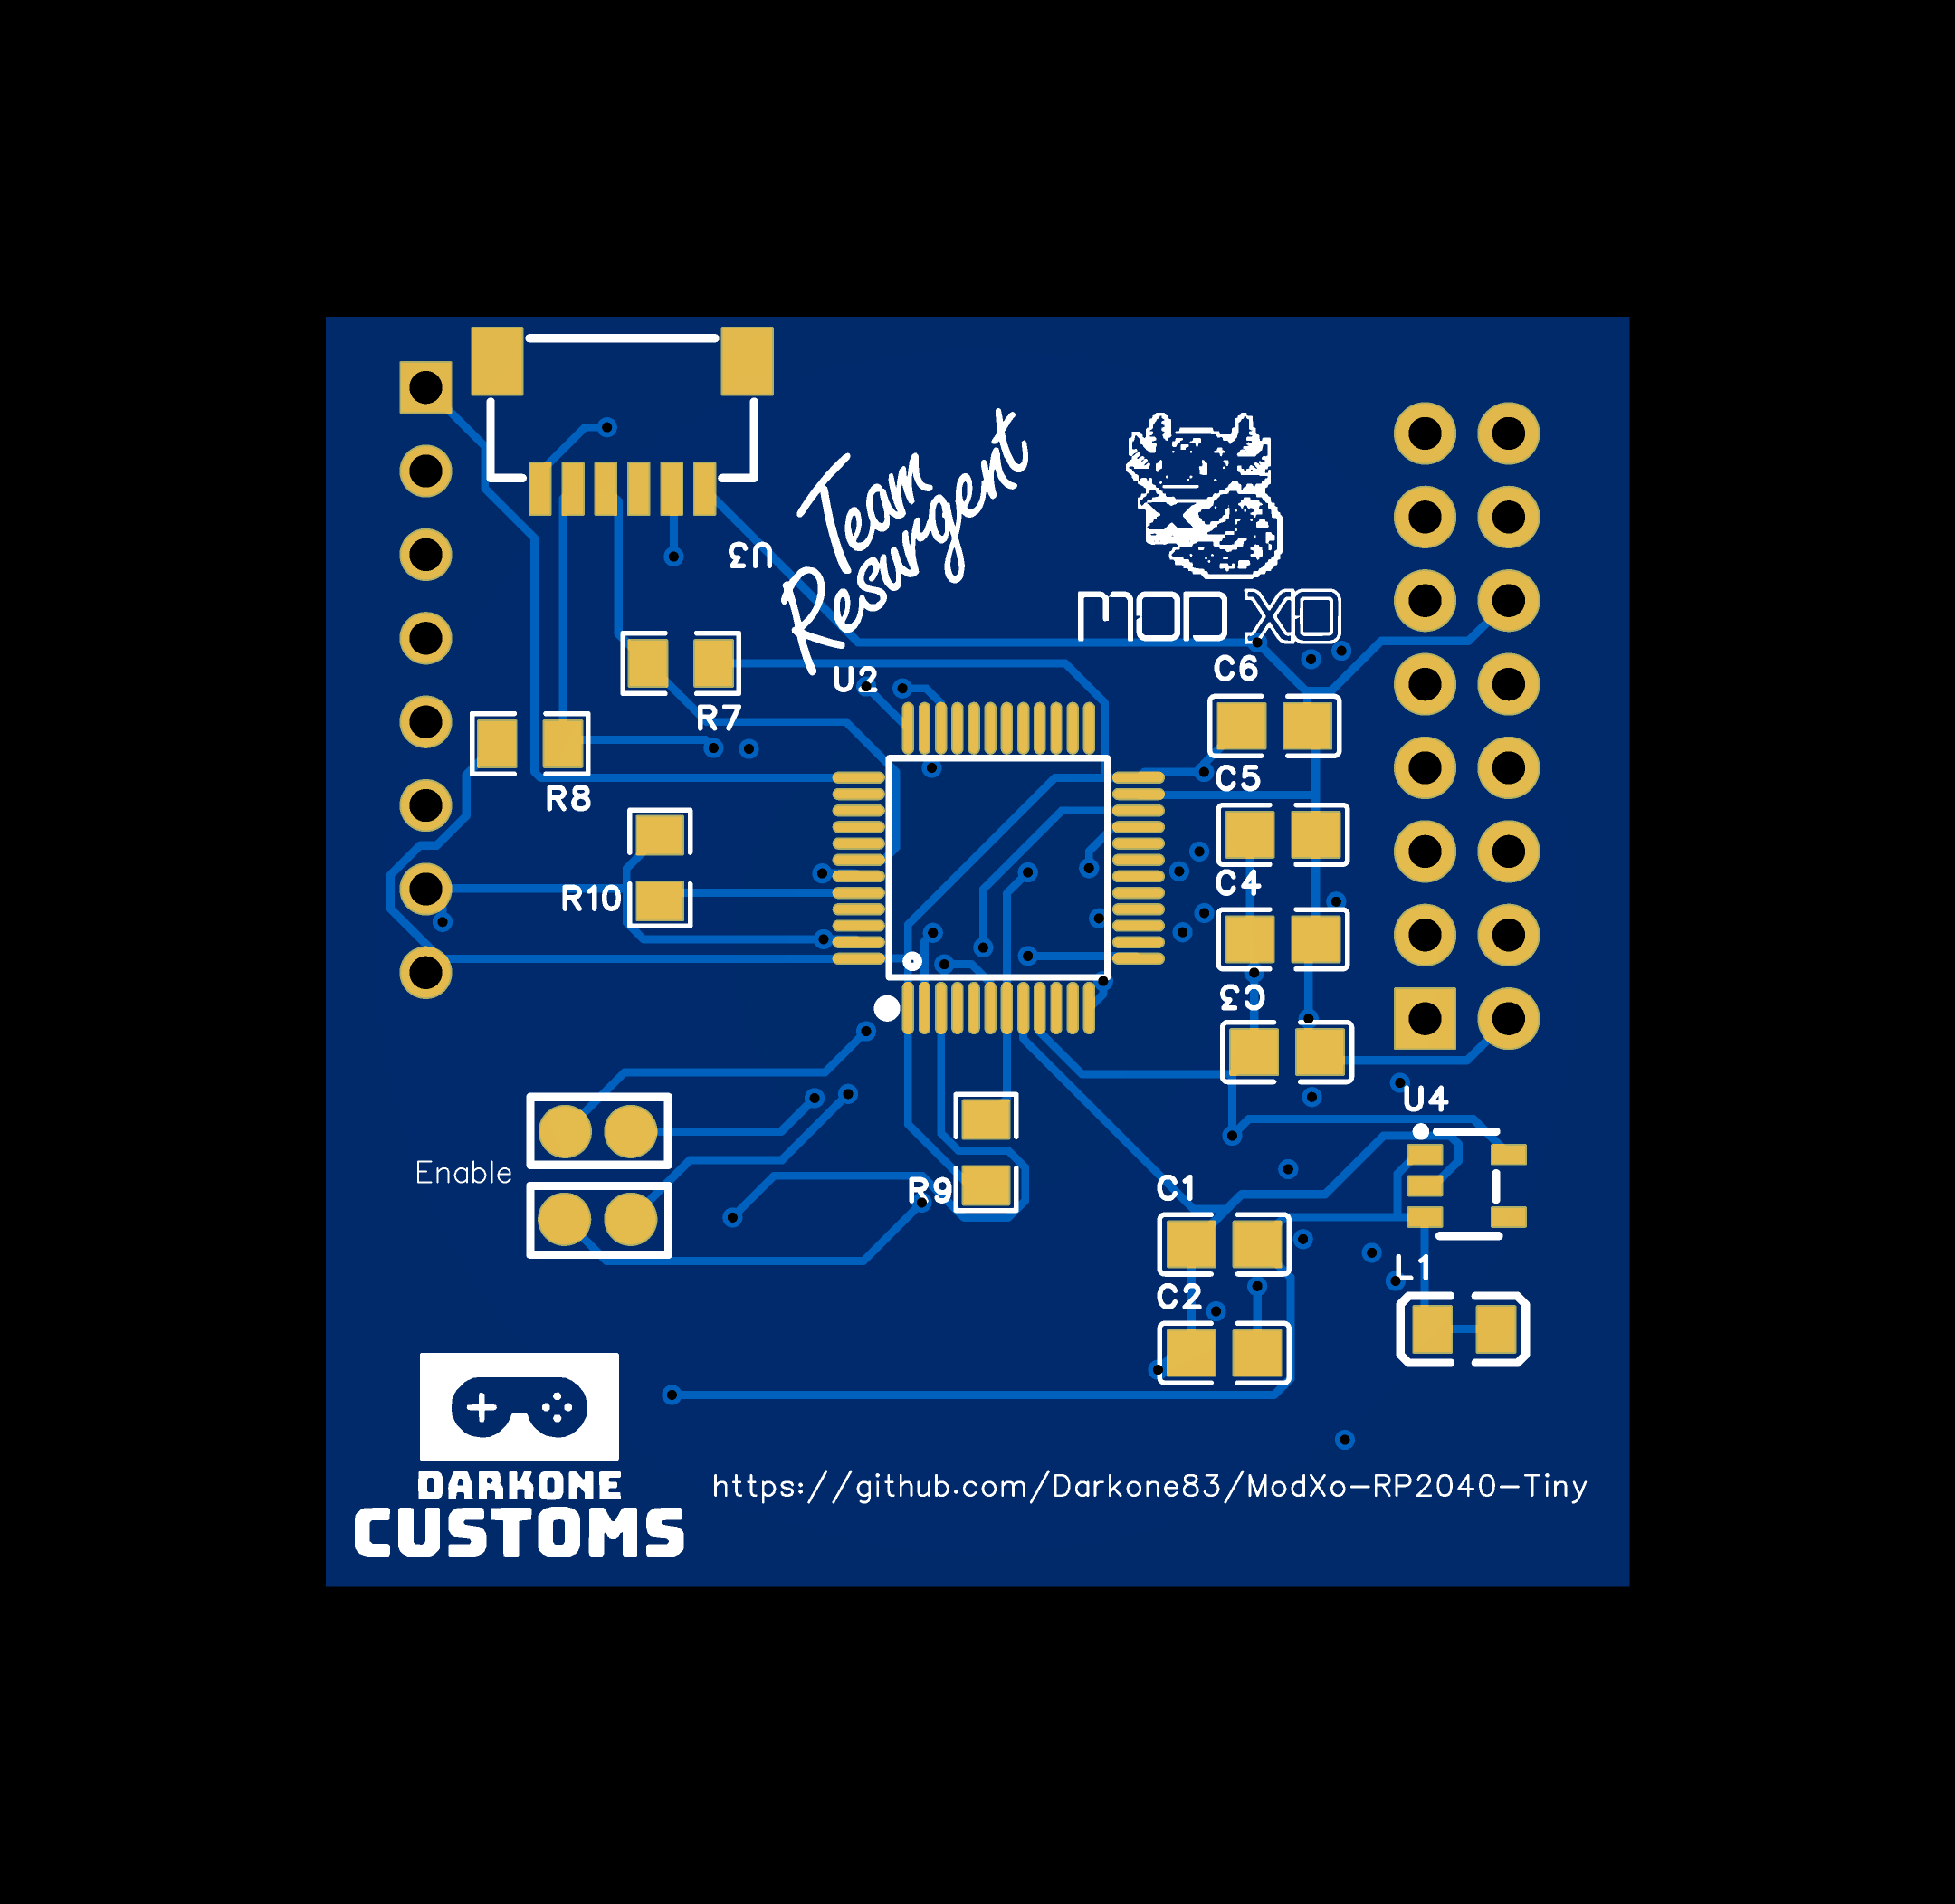 Team
Resurgent
U3
MOD XO
C6
U2
R7
C5
R8
C4
R10
C3
U4
Enable
R9
C1
L1
C2
DARKONE
CUSTOMS
https://github.com/Darkone83/ModXo-RP2040-Tiny